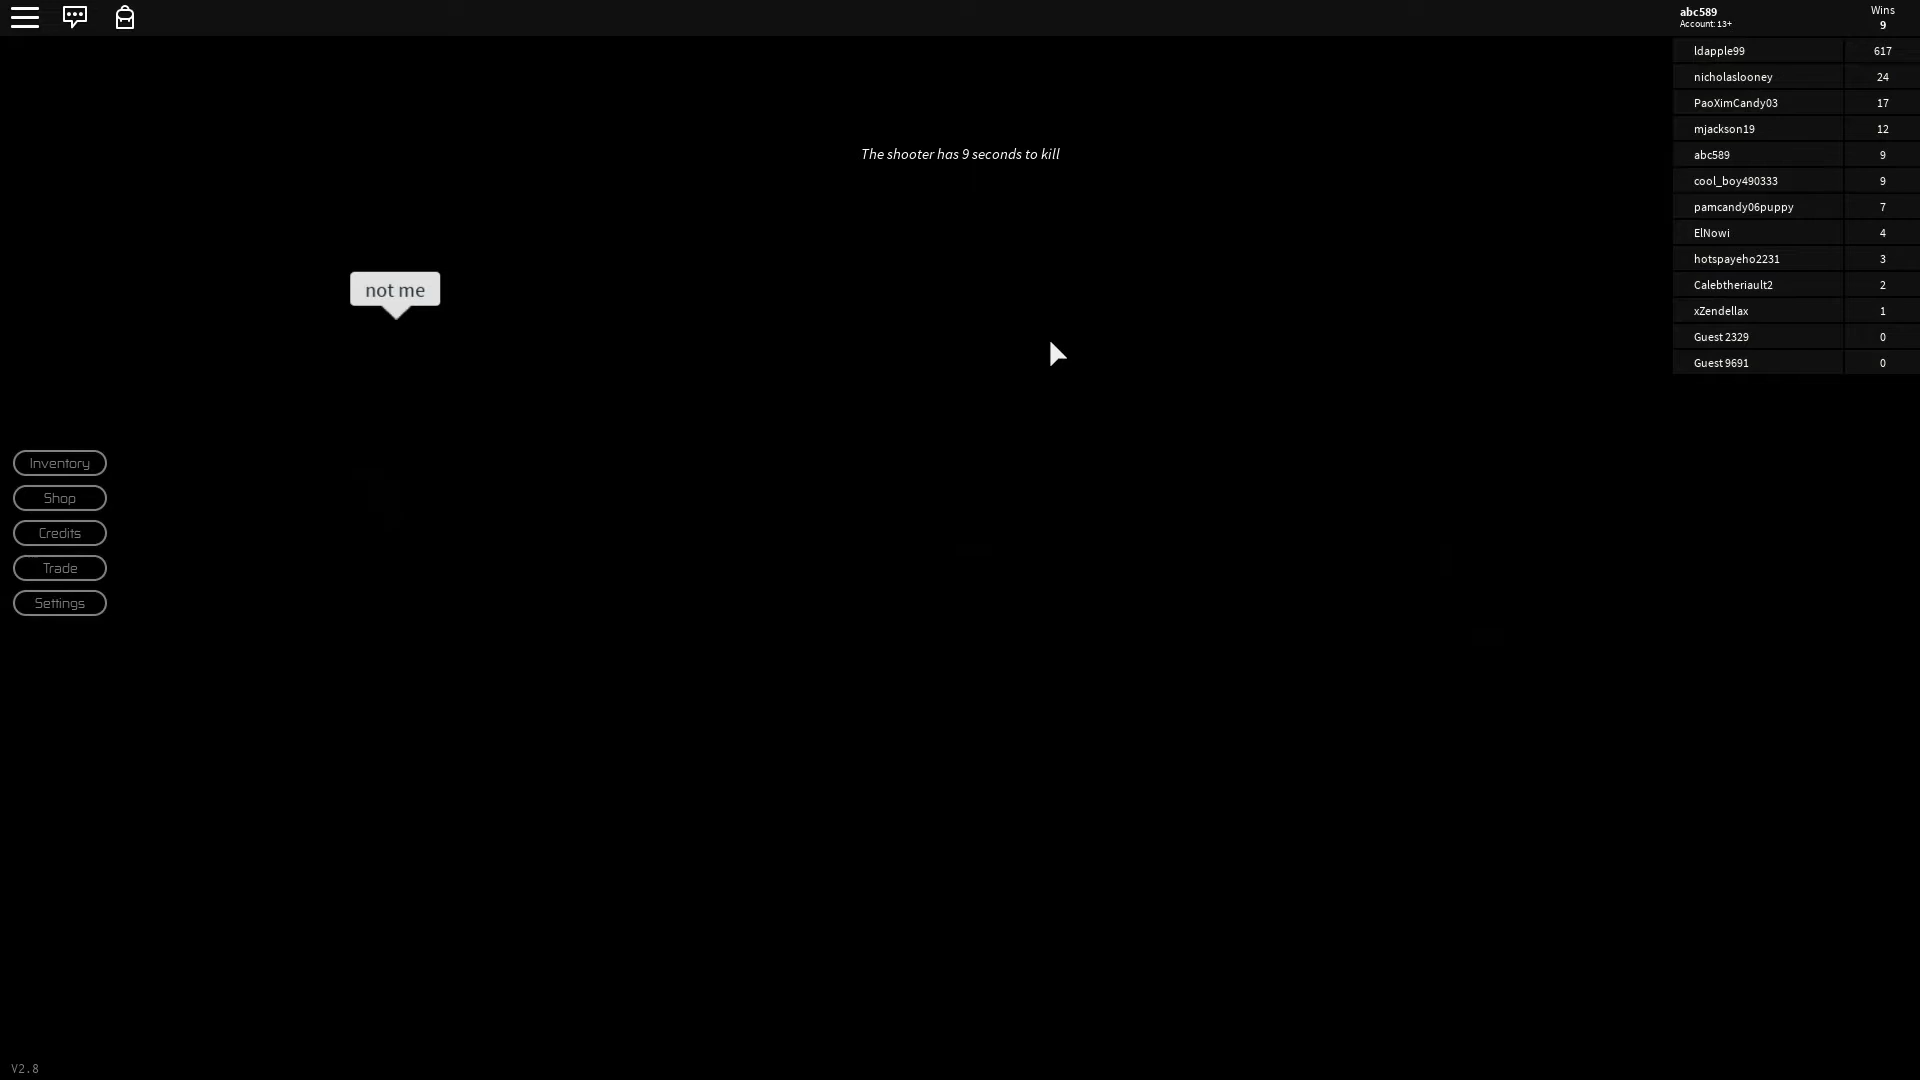 abc589 Wins
Account: 13+ 9
ldapple99 617
nicholaslooney 24
PaoXimCandy03 17
mjackson19 12
abc589 9
cool_boy490333 9
pamcandy06puppy 7
ElNowi 4
hotspayeho2231 3
Calebtheriault2 2
xZendellax 1
Guest 2329 0
Guest 9691 0
The shooter has 9 seconds to kill
not me
Inventory
Shop
Credits
Trade
Settings
V2.8